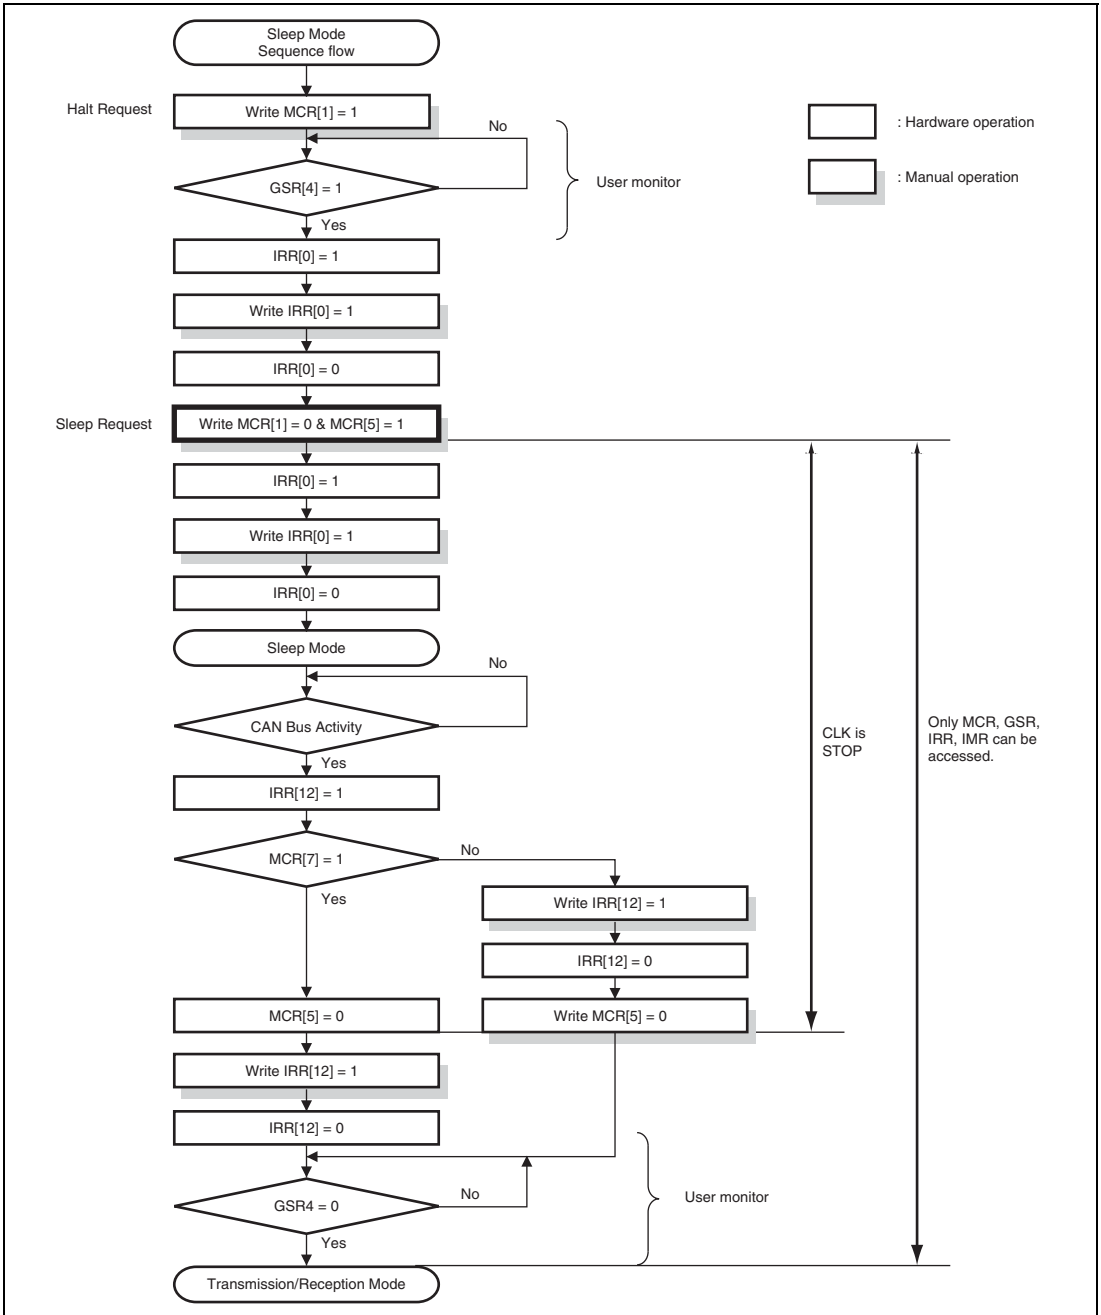 Sleep Mode
Sequence flow
Halt Request
Write MCR[1] = 1
: Hardware operation
No
GSR[4] = 1
User monitor
: Manual operation
Yes
IRR[0] = 1
Write IRR[0] = 1
IRR[0] = 0
Sleep Request
Write MCR[1] = 0 & MCR[5] = 1
IRR[0] = 1
Write IRR[0] = 1
IRR[0] = 0
Sleep Mode
No
CAN Bus Activity
Yes
CLK is
STOP
Only MCR, GSR,
IRR, IMR can be
accessed.
IRR[12] = 1
MCR[7] = 1
No
Yes
Write IRR[12] = 1
IRR[12] = 0
MCR[5] = 0
Write MCR[5] = 0
Write IRR[12] = 1
IRR[12] = 0
GSR4 = 0
No
User monitor
Yes
Transmission/Reception Mode